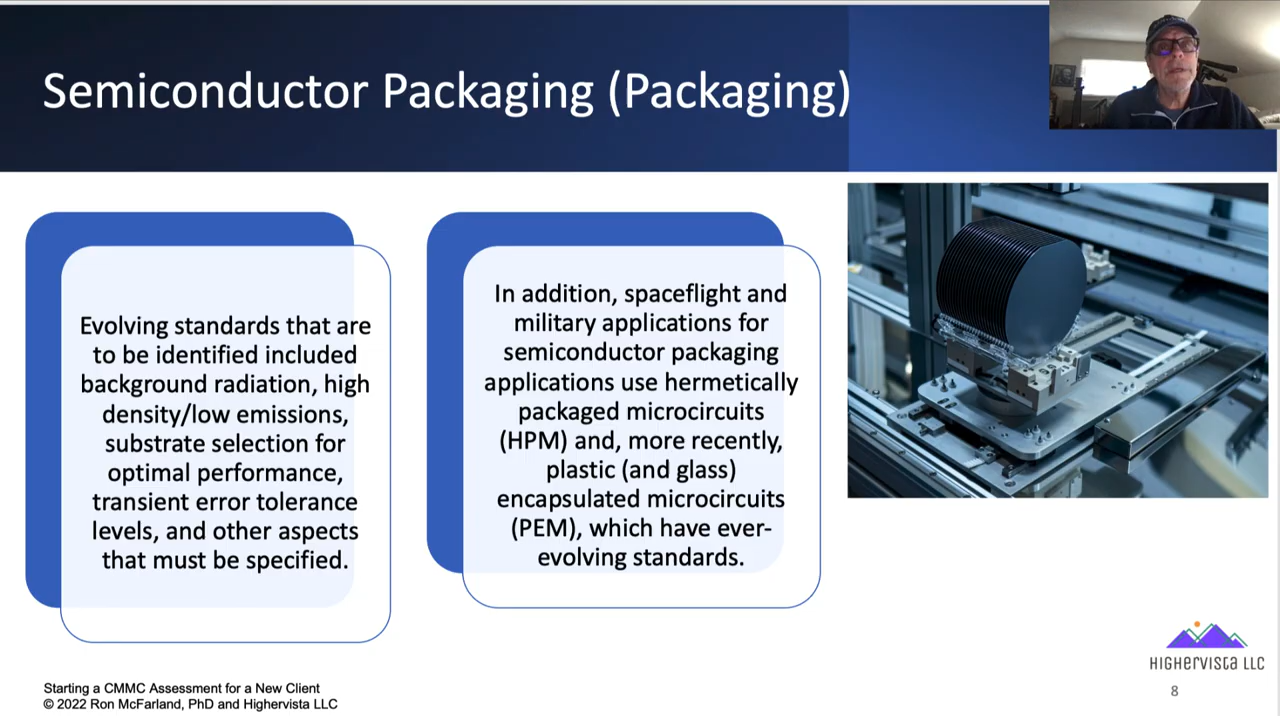 Semiconductor Packaging (Packaging)
Evolving standards that are
to be identified included
background radiation, high
density/low emissions,
substrate selection for
optimal performance,
transient error tolerance
levels, and other aspects
that must be specified.
In addition, spaceflight and
military applications for
semiconductor packaging
applications use hermetically
packaged microcircuits
(HPM) and, more recently,
plastic (and glass)
encapsulated microcircuits
(PEM), which have ever-
evolving standards.
HIGHERVISTA LLC
8
Starting a CMMC Assessment for a New Client
© 2022 Ron McFarland, PhD and Highervista LLC